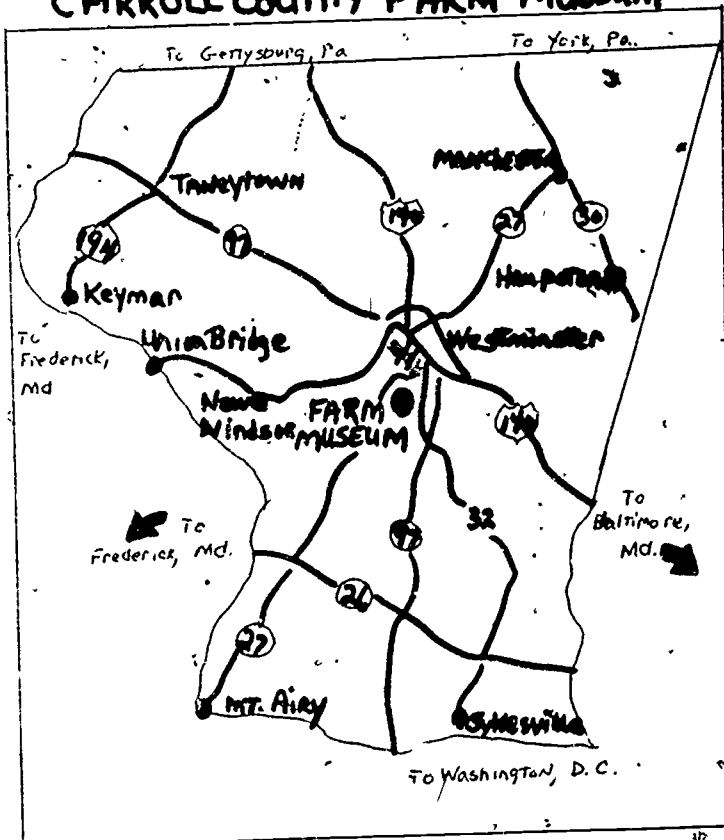 CARROLL COUNTY FARM MUSEUM
To Gettysburg, Pa
To York, Pa.
MANCHESTER
TANEYTOWN
194
97
140
27
30
Keymar
Hampstead
To Frederick,
Md
Union Bridge
Westminster
New
Windsor
FARM
MUSEUM
140
To
Frederick, Md.
32
To
Baltimore,
Md.
97
26
27
MT. AIRY
Sykesville
To Washington, D.C.